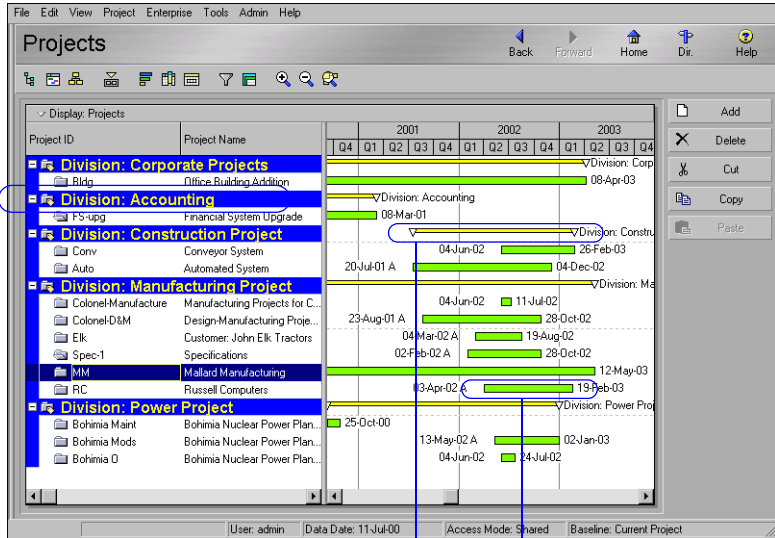 File Edit View Project Enterprise Tools Admin Help
Projects
Back Forward Home Dir. Help
Display: Projects
Add
Delete
Cut
Copy
Paste
Project ID Project Name
2001 2002 2003
Q4 Q1 Q2 Q3 Q4 Q1 Q2 Q3 Q4 Q1 Q2 Q3 Q4
Division: Corporate Projects Division: Corp
Bldg Office Building Addition 08-Apr-03
Division: Accounting Division: Accounting
FS-upg Financial System Upgrade 08-Mar-01
Division: Construction Project Division: Constru
Conv Conveyor System 04-Jun-02 26-Feb-03
Auto Automated System 20-Jul-01 A 04-Dec-02
Division: Manufacturing Project Division: Ma
Colonel-Manufacture Manufacturing Projects for C... 04-Jun-02 11-Jul-02
Colonel-D&M Design-Manufacturing Proje... 23-Aug-01 A 28-Oct-02
Elk Customer: John Elk Tractors 04-Mar-02 A 19-Aug-02
Spec-1 Specifications 02-Feb-02 A 28-Oct-02
MM Mallard Manufacturing 12-May-03
RC Russell Computers 03-Apr-02 A 19-Feb-03
Division: Power Project Division: Power Proj
Bohimia Maint Bohimia Nuclear Power Plan... 25-Oct-00
Bohimia Mods Bohimia Nuclear Power Plan... 13-May-02 A 02-Jan-03
Bohimia O Bohimia Nuclear Power Plan... 04-Jun-02 24-Jul-02
User: admin Data Date: 11-Jul-00 Access Mode: Shared Baseline: Current Project